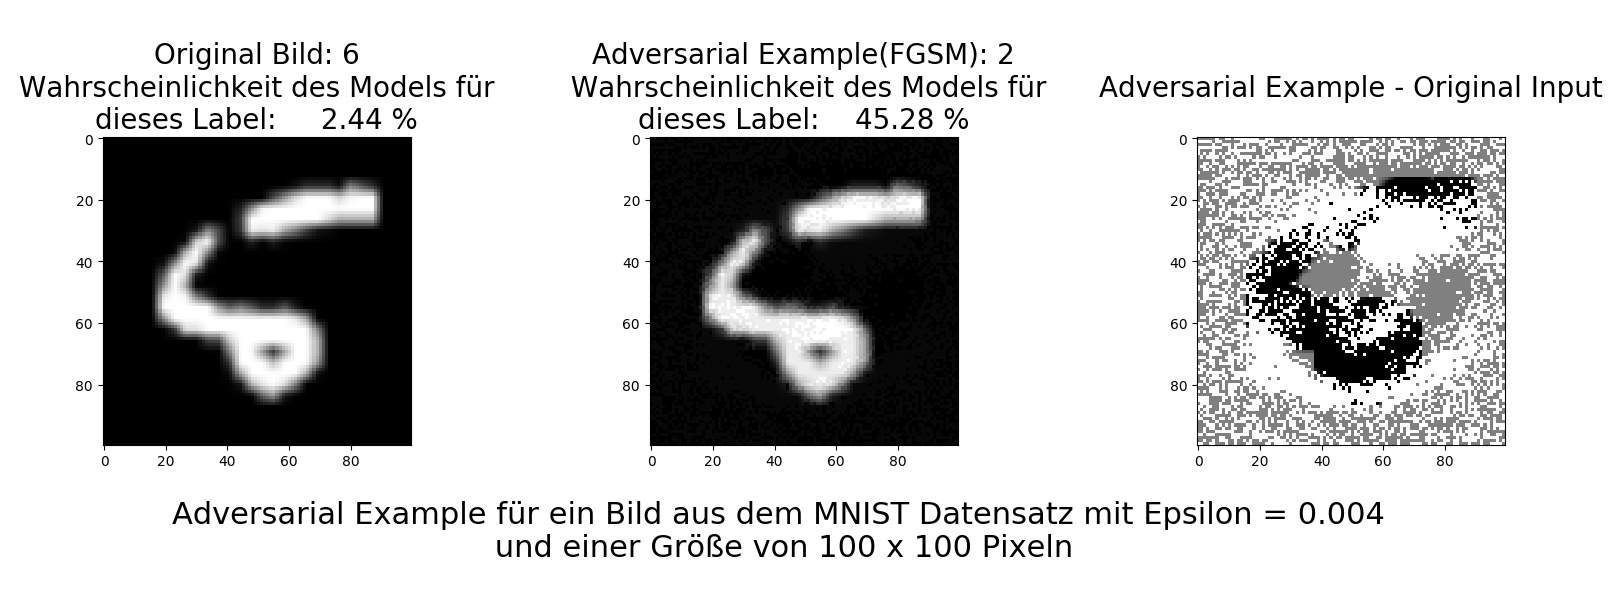 Original Bild: 6
Wahrscheinlichkeit des Models für
dieses Label: 2.44 %
0
20
40
60
80
0 20 40 60 80
Adversarial Example(FGSM): 2
Wahrscheinlichkeit des Models für
dieses Label: 45.28 %
0
20
40
60
80
0 20 40 60 80
Adversarial Example - Original Input
0
20
40
60
80
0 20 40 60 80
Adversarial Example für ein Bild aus dem MNIST Datensatz mit Epsilon = 0.004
und einer Größe von 100 x 100 Pixeln